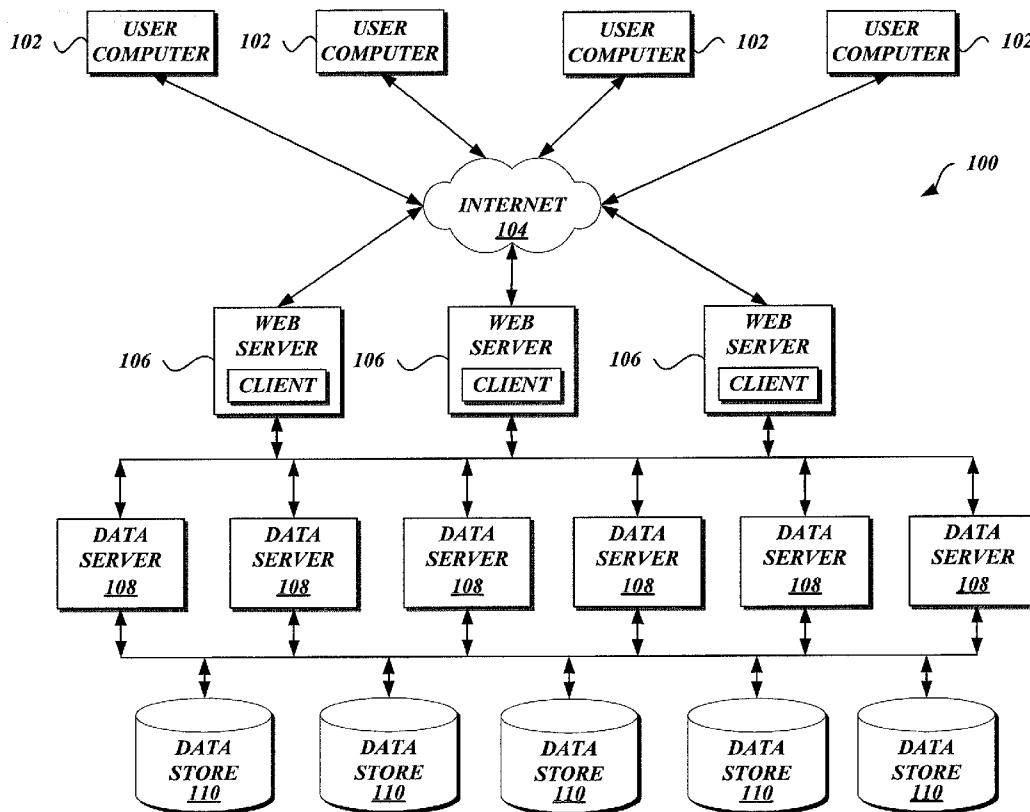 USER
COMPUTER
102
USER
COMPUTER
102
USER
COMPUTER
102
USER
COMPUTER
102
100
INTERNET
104
WEB
SERVER
CLIENT
106
WEB
SERVER
CLIENT
106
WEB
SERVER
CLIENT
106
DATA
SERVER
108
DATA
SERVER
108
DATA
SERVER
108
DATA
SERVER
108
DATA
SERVER
108
DATA
SERVER
108
DATA
STORE
110
DATA
STORE
110
DATA
STORE
110
DATA
STORE
110
DATA
STORE
110